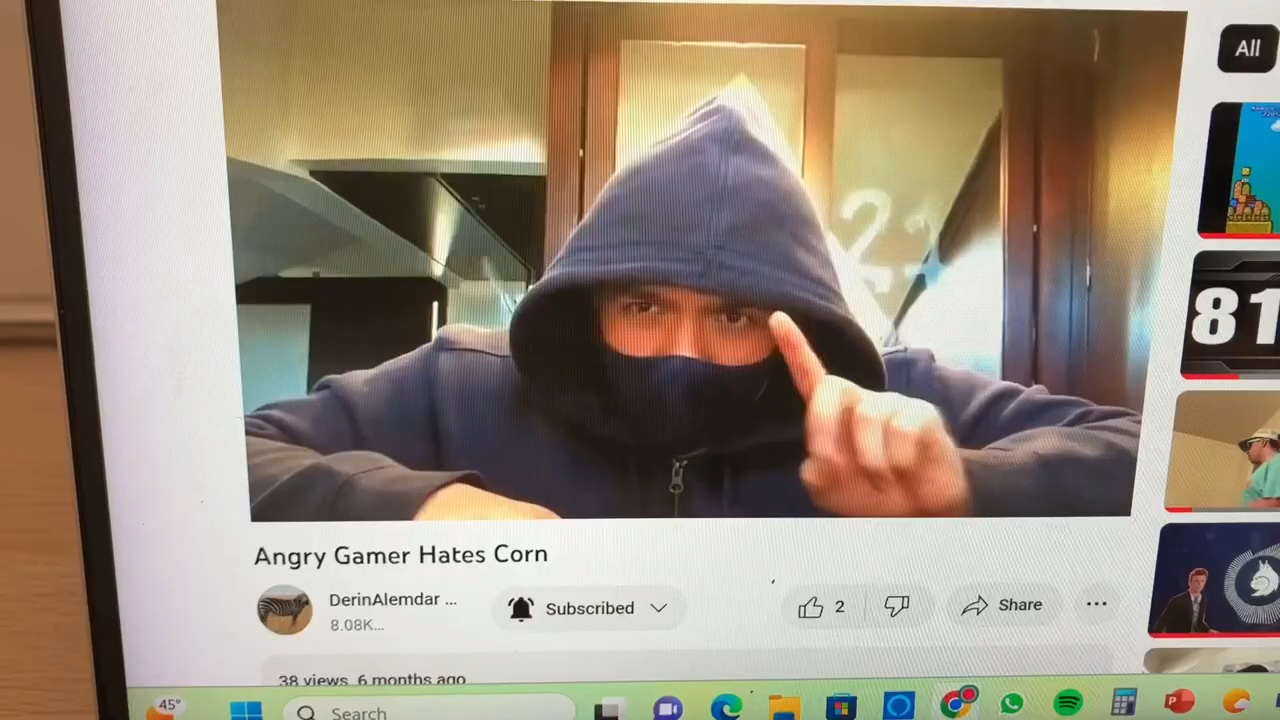 All
81
Angry Gamer Hates Corn
DerinAlemdar ...
8.08K...
Subscribed
2
Share
...
38 views 6 months ago
45°
Search